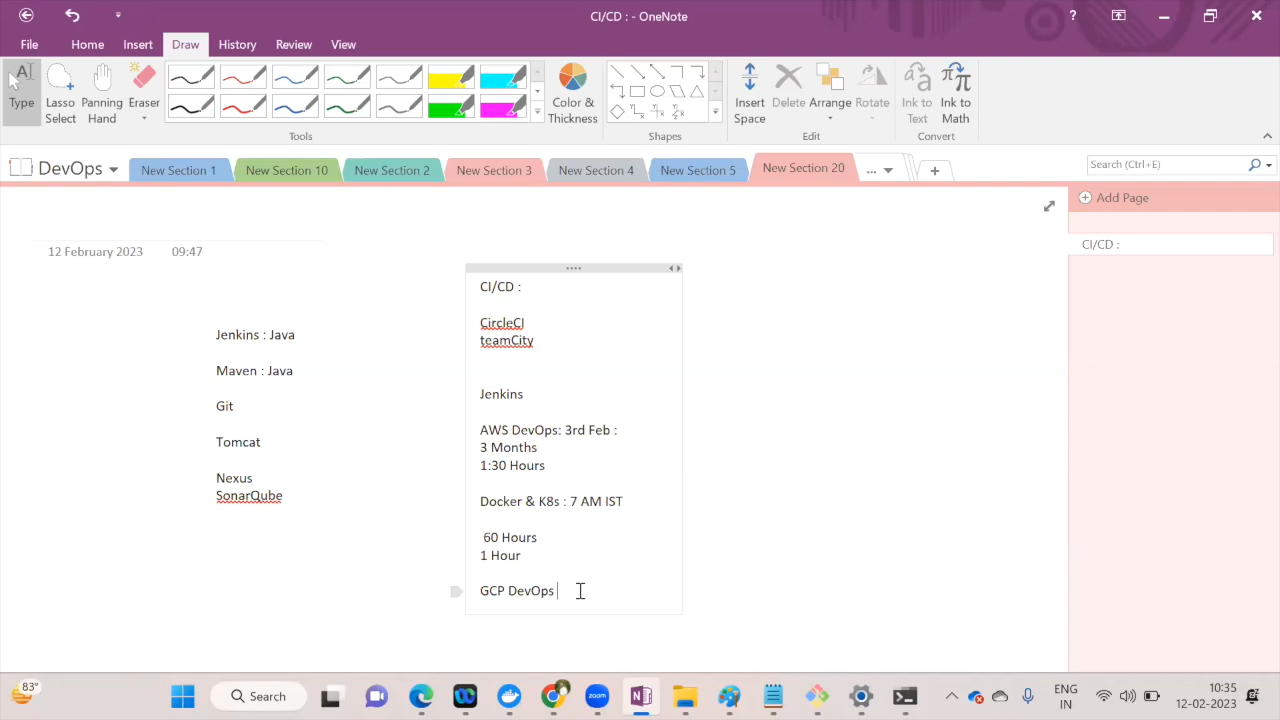 CI/CD : - OneNote
?
File
Home
Insert
Draw
History
Review
View
Type
Lasso Select
Panning Hand
Eraser
Color & Thickness
Insert Space
Delete
Arrange
Rotate
Ink to Text
Ink to Math
Tools
Shapes
Edit
Convert
DevOps
New Section 1
New Section 10
New Section 2
New Section 3
New Section 4
New Section 5
New Section 20
...
Search (Ctrl+E)
Add Page
CI/CD :
12 February 2023 09:47
Jenkins : Java
Maven : Java
Git
Tomcat
Nexus
SonarQube
CI/CD :
CircleCI
teamCity
Jenkins
AWS DevOps: 3rd Feb :
3 Months
1:30 Hours
Docker & K8s : 7 AM IST
60 Hours
1 Hour
GCP DevOps
83°
Search
zoom
ENG
IN
10:35
12-02-2023